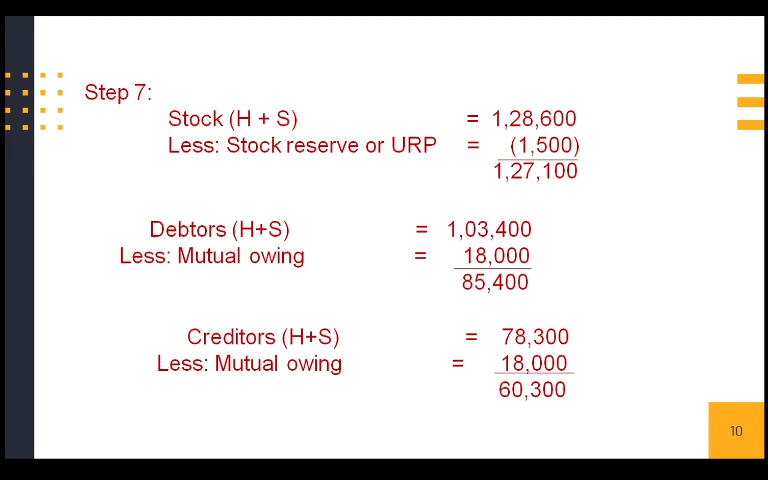 Step 7:
Stock (H + S) = 1,28,600
Less: Stock reserve or URP = (1,500)
1,27,100
Debtors (H+S) = 1,03,400
Less: Mutual owing = 18,000
85,400
Creditors (H+S) = 78,300
Less: Mutual owing = 18,000
60,300
10